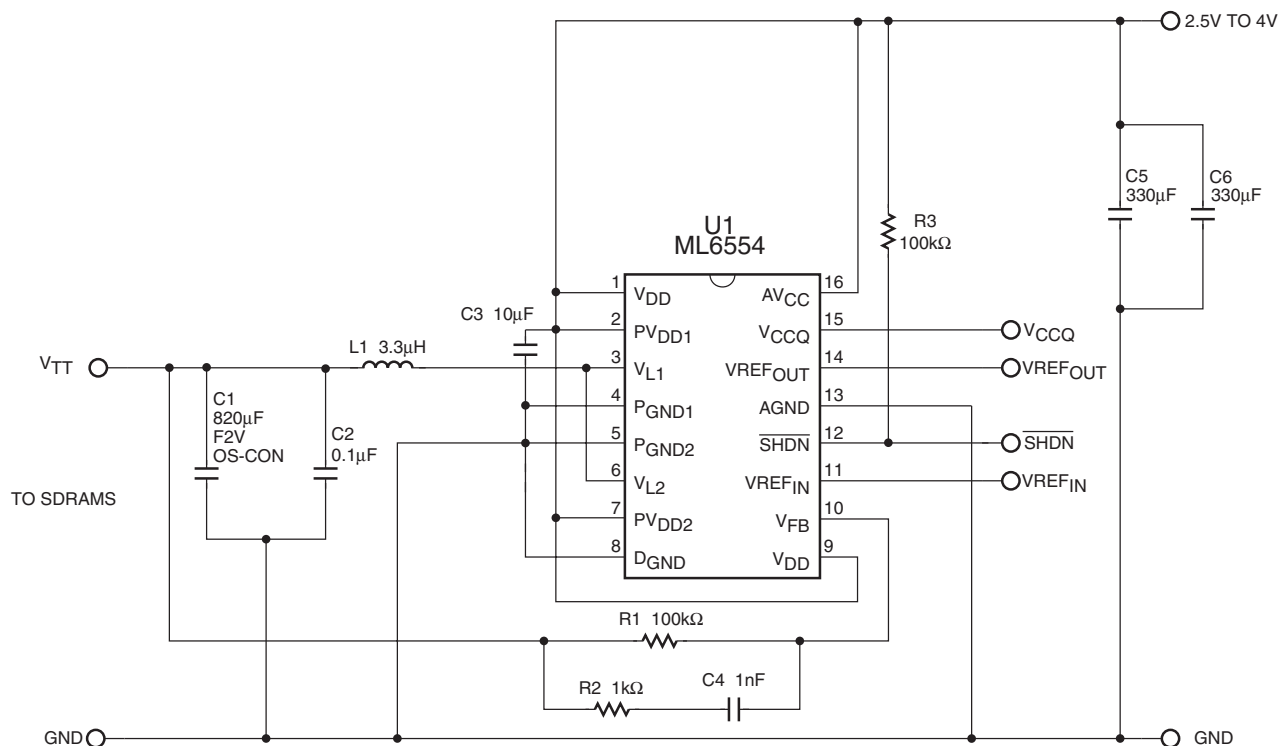 2.5V TO 4V
C5
330μF
C6
330μF
R3
100kΩ
U1
ML6554
1
VDD
AVCC
16
C3 10μF
2
PVDD1
VCCQ
15
VCCQ
VTT
L1 3.3μH
3
VL1
VREFOUT
14
VREFOUT
C1
820μF
F2V
OS-CON
C2
0.1μF
4
PGND1
AGND
13
5
PGND2
SHDN
12
SHDN
TO SDRAMS
6
VL2
VREFIN
11
VREFIN
7
PVDD2
VFB
10
8
DGND
VDD
9
R1 100kΩ
R2 1kΩ
C4 1nF
GND
GND